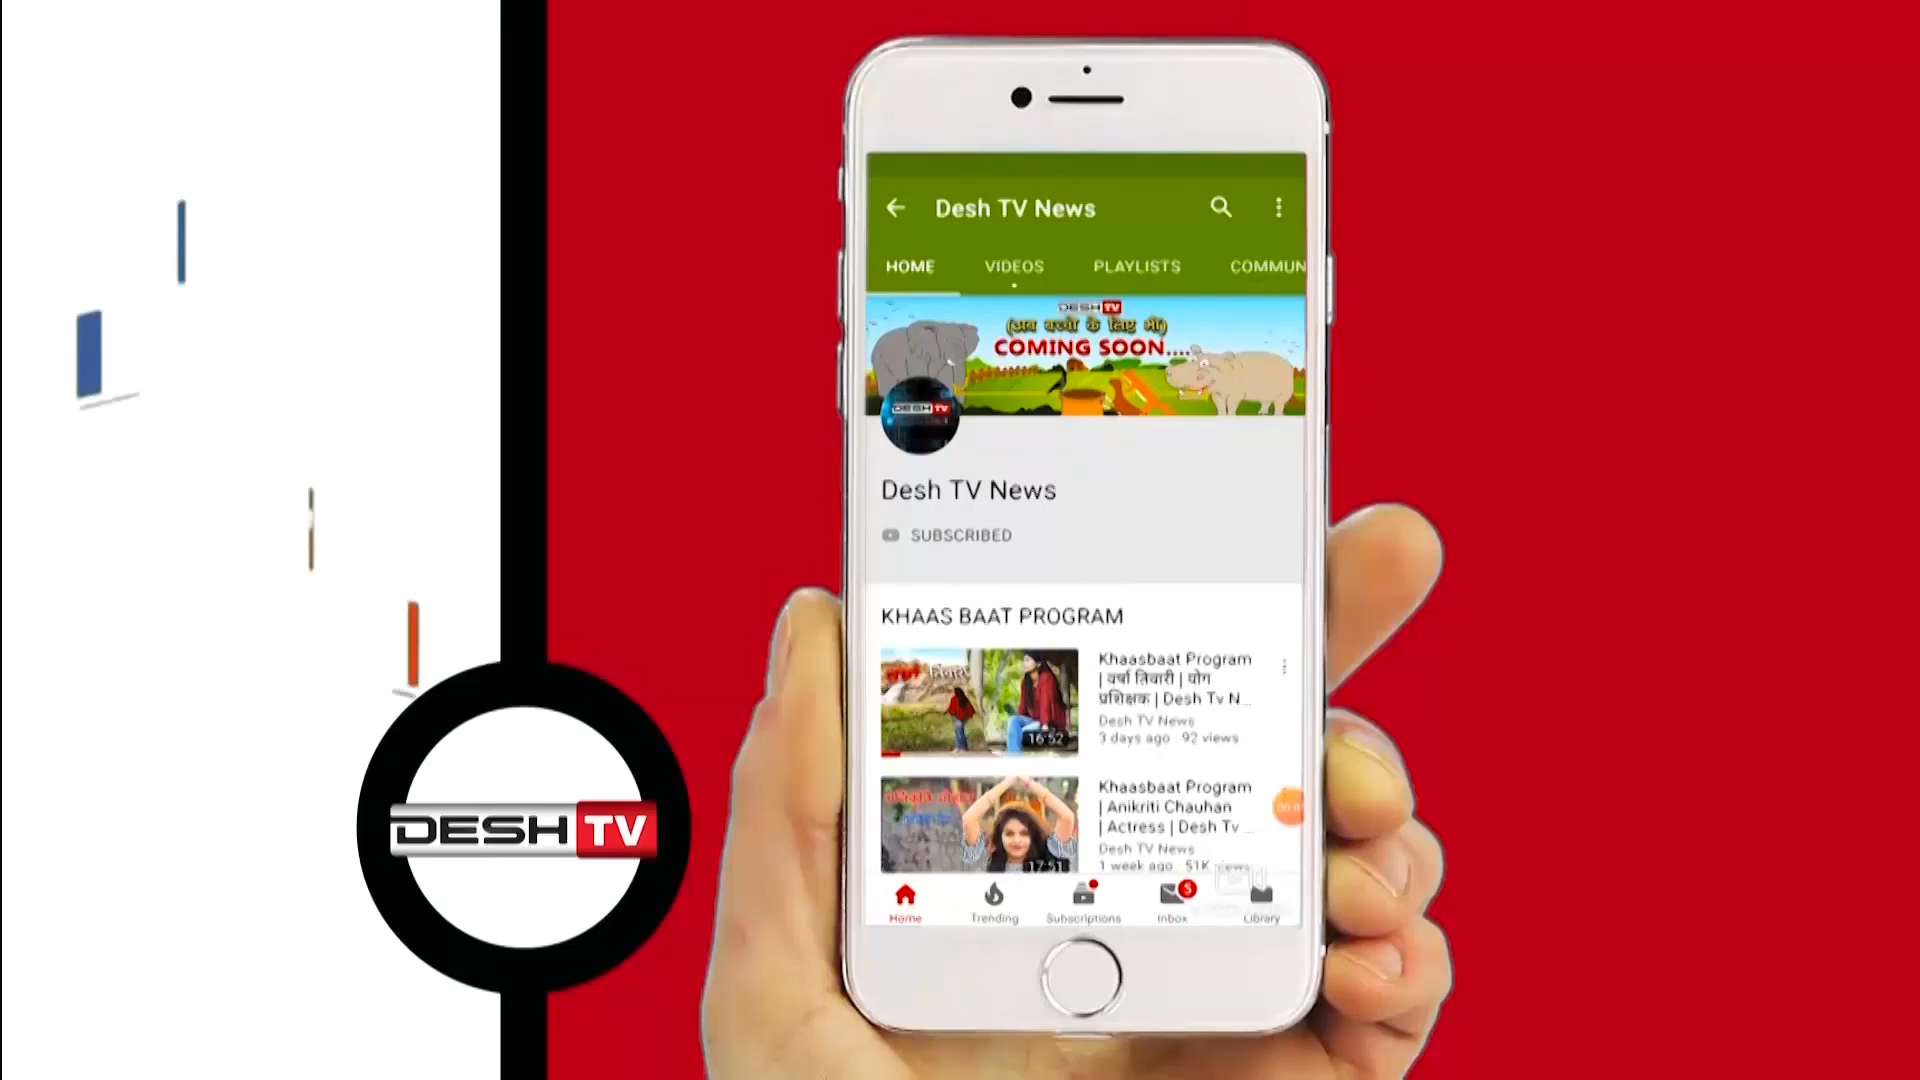 Desh TV News
HOME VIDEOS PLAYLISTS COMMUN
DESH TV
(अब बच्चो के लिए भी)
COMING SOON....
DESH TV
Desh TV News
SUBSCRIBED
KHAAS BAAT PROGRAM
16:52
Khaasbaat Program
| वर्षा तिवारी | योग
प्रशिक्षक | Desh Tv N...
Desh TV News
3 days ago · 92 views
17:51
Khaasbaat Program
| Anikriti Chauhan
| Actress | Desh Tv ...
Desh TV News
1 week ago · 51K views
5
Home Trending Subscriptions Inbox Library
DESH TV